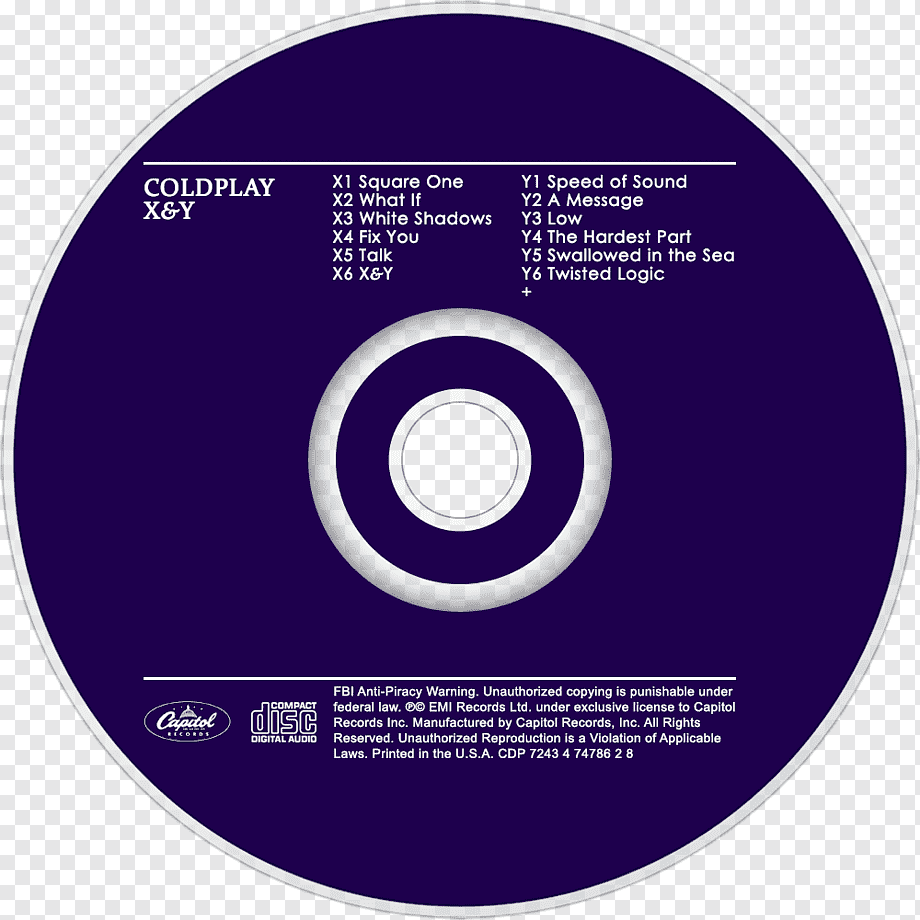 COLDPLAY
X&Y
X1 Square One
X2 What If
X3 White Shadows
X4 Fix You
X5 Talk
X6 X&Y
Y1 Speed of Sound
Y2 A Message
Y3 Low
Y4 The Hardest Part
Y5 Swallowed in the Sea
Y6 Twisted Logic
+
Capitol
RECORDS
COMPACT
disc
DIGITAL AUDIO
FBI Anti-Piracy Warning. Unauthorized copying is punishable under
federal law. ℗© EMI Records Ltd. under exclusive license to Capitol
Records Inc. Manufactured by Capitol Records, Inc. All Rights
Reserved. Unauthorized Reproduction is a Violation of Applicable
Laws. Printed in the U.S.A. CDP 7243 4 74786 2 8